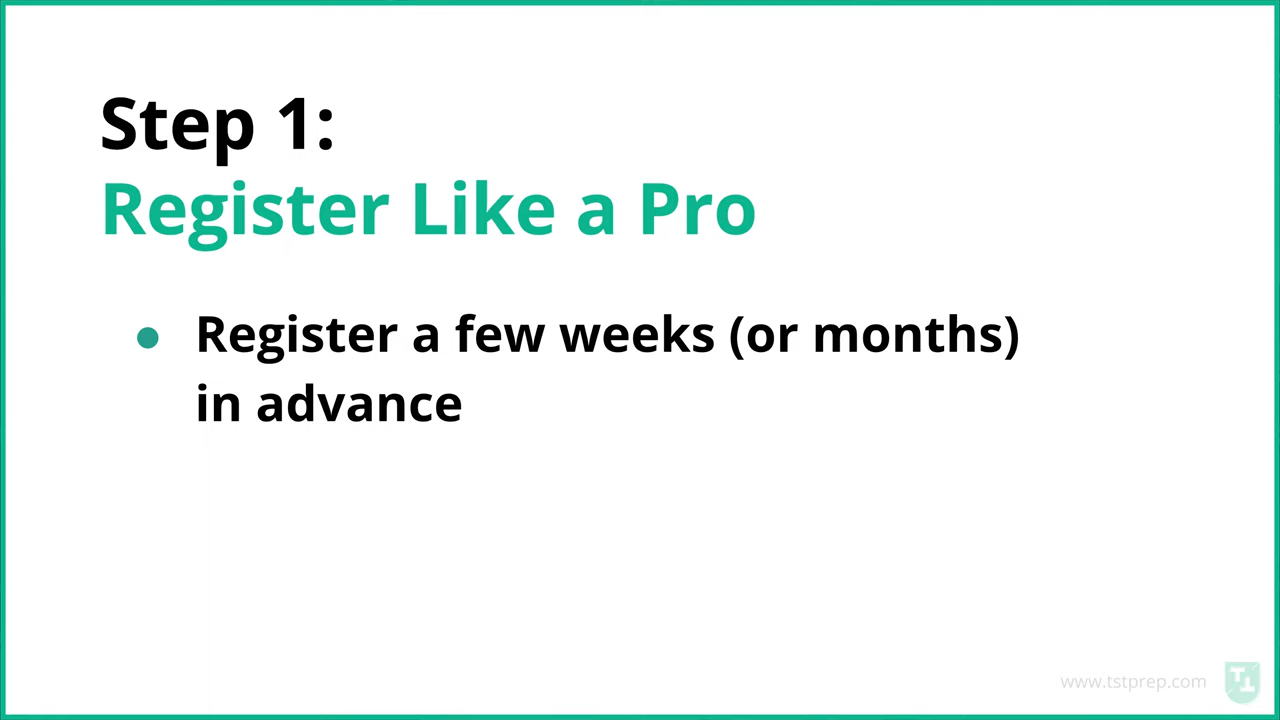 Step 1:
Register Like a Pro
● Register a few weeks (or months)
in advance
www.tstprep.com